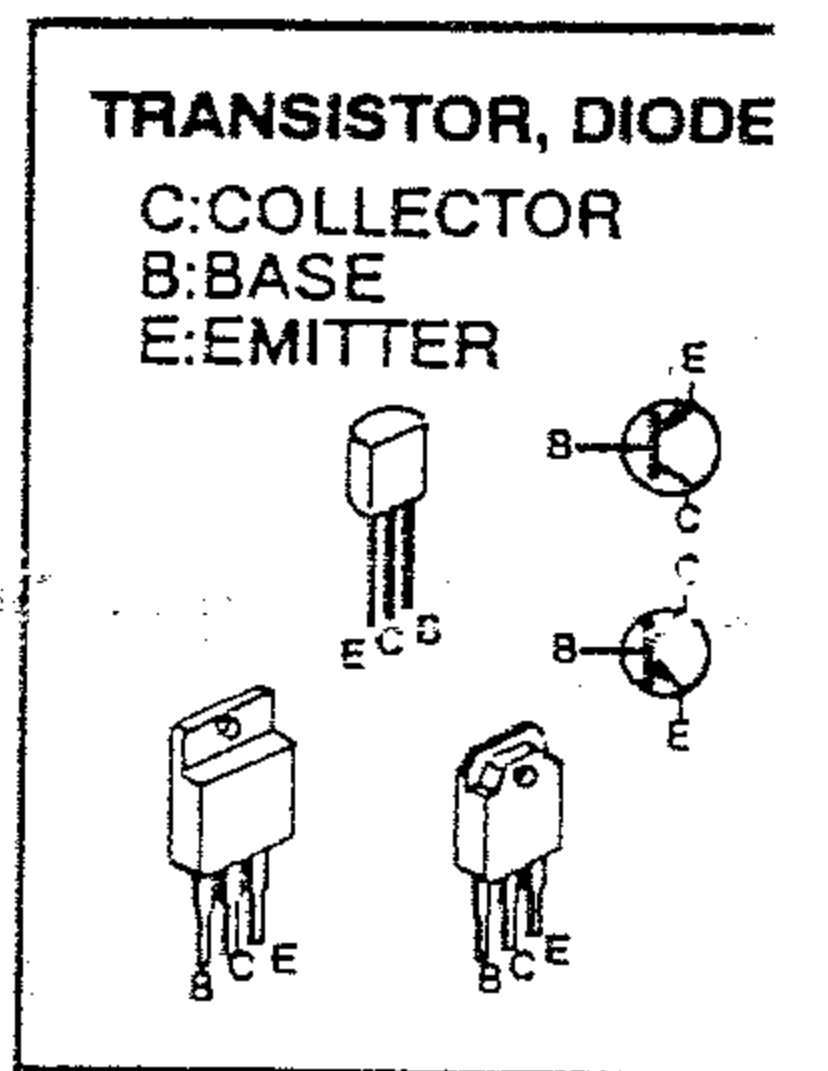 TRANSISTOR, DIODE
C:COLLECTOR
B:BASE
E:EMITTER
E
B
C
E C B
C
B
E
B C E
B C E